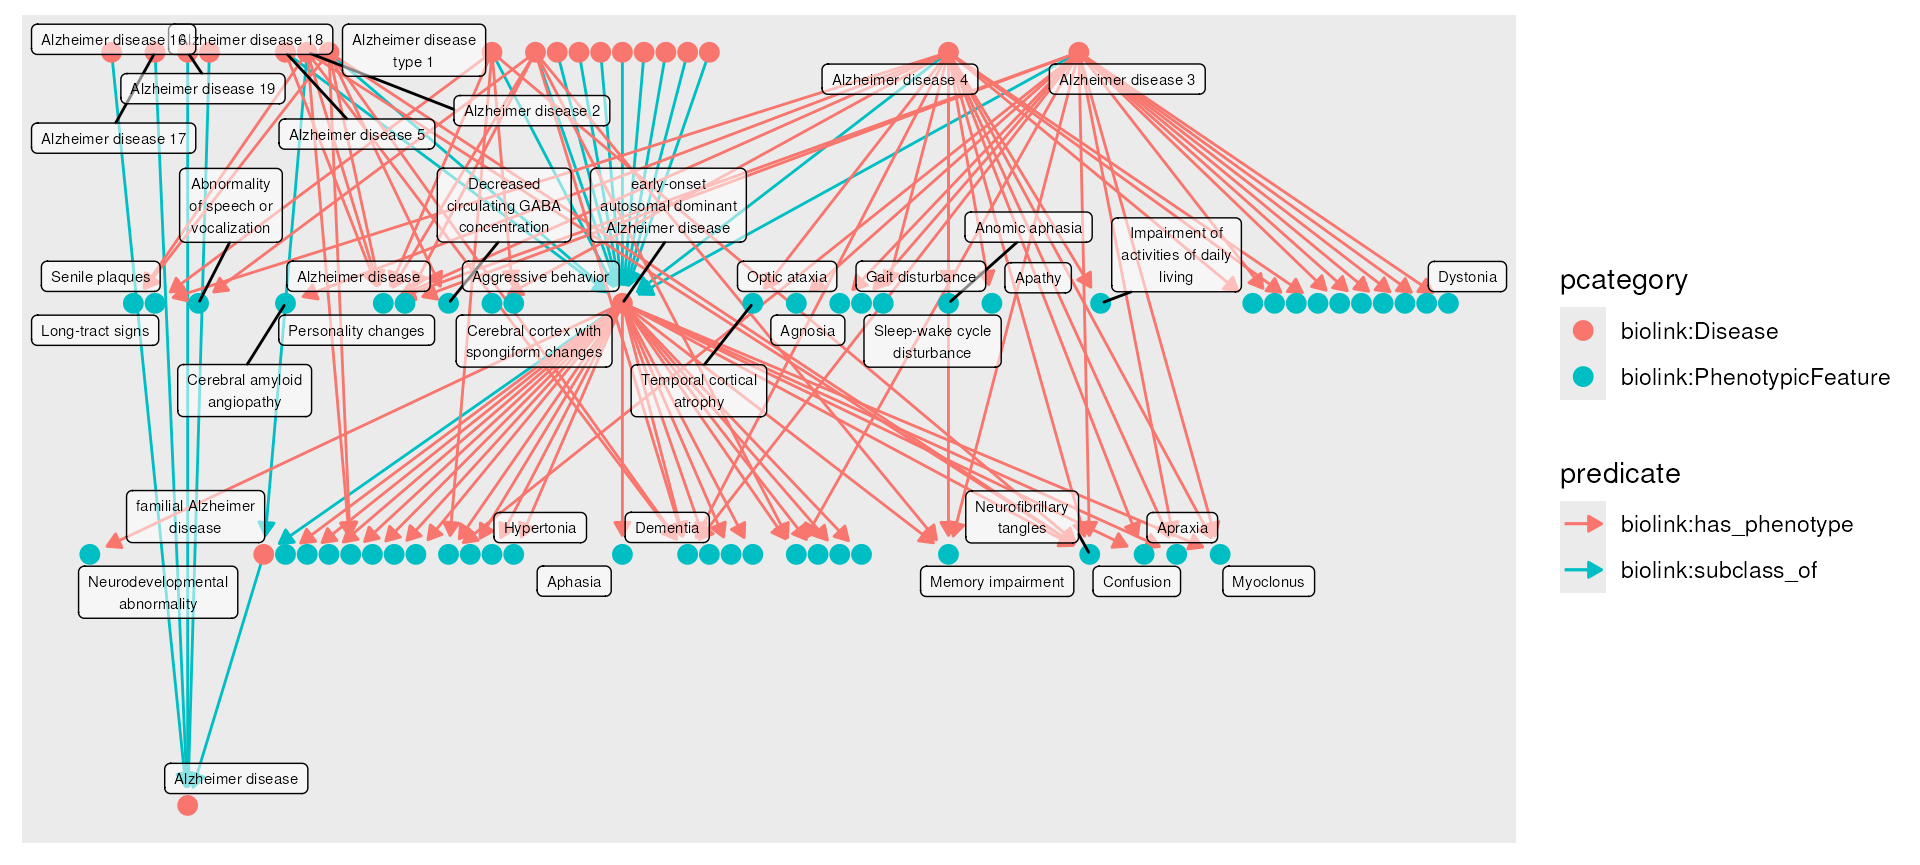 Alzheimer disease 16
Alzheimer disease 18
Alzheimer disease
type 1
Alzheimer disease 4
Alzheimer disease 3
Alzheimer disease 19
Alzheimer disease 2
Alzheimer disease 17
Alzheimer disease 5
Abnormality
of speech or
vocalization
Decreased
circulating GABA
concentration
early-onset
autosomal dominant
Alzheimer disease
Anomic aphasia
Impairment of
activities of daily
living
Senile plaques
Alzheimer disease
Aggressive behavior
Optic ataxia
Gait disturbance
Apathy
Dystonia
Long-tract signs
Personality changes
Cerebral cortex with
spongiform changes
Agnosia
Sleep-wake cycle
disturbance
Cerebral amyloid
angiopathy
Temporal cortical
atrophy
familial Alzheimer
disease
Hypertonia
Dementia
Neurofibrillary
tangles
Apraxia
Neurodevelopmental
abnormality
Aphasia
Memory impairment
Confusion
Myoclonus
Alzheimer disease
pcategory
biolink:Disease
biolink:PhenotypicFeature
predicate
biolink:has_phenotype
biolink:subclass_of